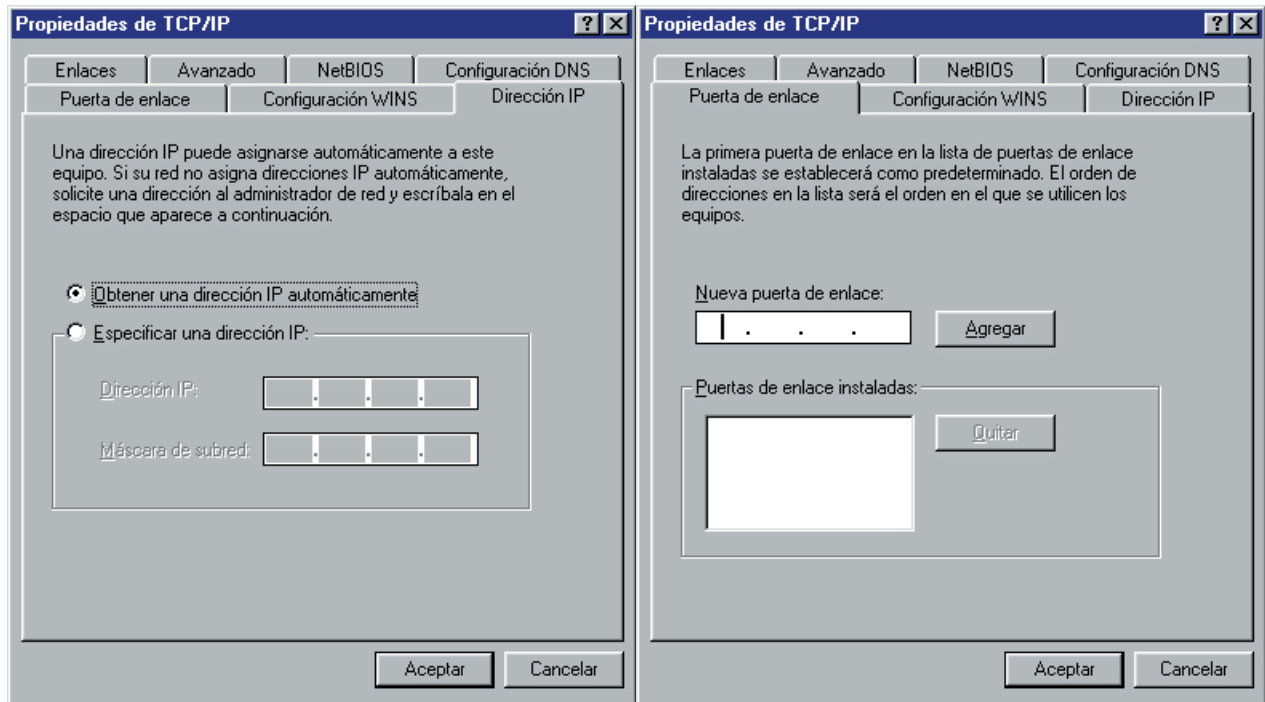 Propiedades de TCP/IP
Enlaces
Avanzado
NetBIOS
Configuración DNS
Puerta de enlace
Configuración WINS
Dirección IP
Una dirección IP puede asignarse automáticamente a este
equipo. Si su red no asigna direcciones IP automáticamente,
solicite una dirección al administrador de red y escríbala en el
espacio que aparece a continuación.
Obtener una dirección IP automáticamente
Especificar una dirección IP:
Dirección IP:
Máscara de subred:
Aceptar
Cancelar
Propiedades de TCP/IP
Enlaces
Avanzado
NetBIOS
Configuración DNS
Puerta de enlace
Configuración WINS
Dirección IP
La primera puerta de enlace en la lista de puertas de enlace
instaladas se establecerá como predeterminado. El orden de
direcciones en la lista será el orden en el que se utilicen los
equipos.
Nueva puerta de enlace:
Agregar
Puertas de enlace instaladas:
Quitar
Aceptar
Cancelar